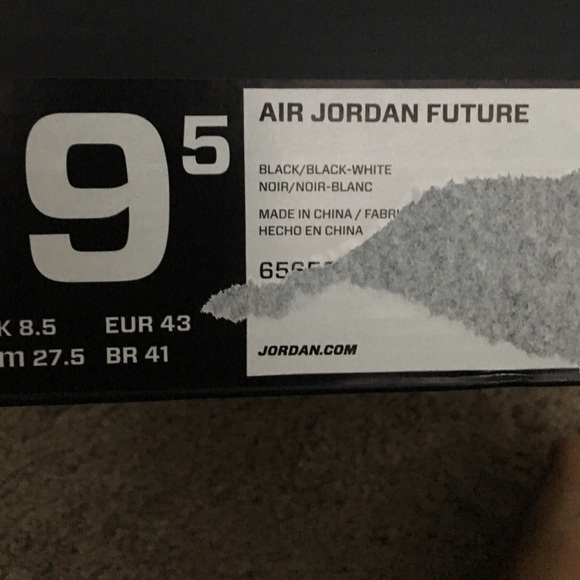 9 5
K 8.5 EUR 43
m 27.5 BR 41
AIR JORDAN FUTURE
BLACK/BLACK-WHITE
NOIR/NOIR-BLANC
MADE IN CHINA /
HECHO EN CHINA
JORDAN.COM